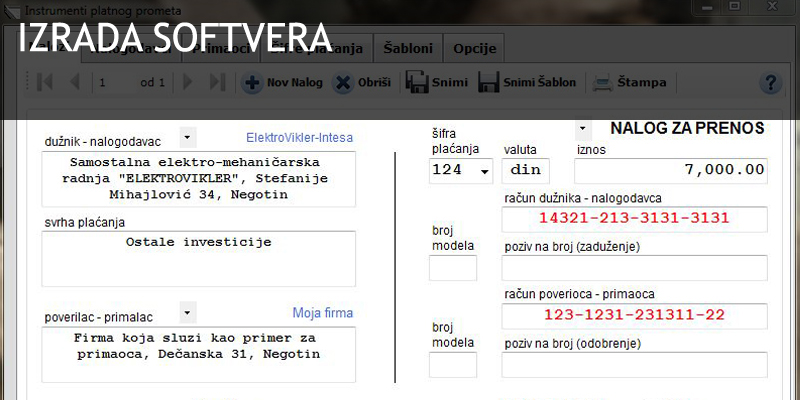 Instrumenti platnog prometa
IZRADA SOFTVERA
Primaoci
Šifre plaćanja
Šabloni
Opcije
1 od 1
Nov Nalog
Obriši
Snimi
Snimi Šablon
Štampa
?
NALOG ZA PRENOS
dužnik - nalogodavac
ElektroVikler-Intesa
Samostalna elektro-mehaničarska
radnja "ELEKTROVIKLER", Stefanije
Mihajlović 34, Negotin
svrha plaćanja
Ostale investicije
poverilac - primalac
Moja firma
Firma koja sluzi kao primer za
primaoca, Dečanska 31, Negotin
šifra
plaćanja
valuta
iznos
124
din
7,000.00
račun dužnika - nalogodavca
14321-213-3131-3131
broj
modela
poziv na broj (zaduženje)
račun poverioca - primaoca
123-1231-231311-22
broj
modela
poziv na broj (odobrenje)